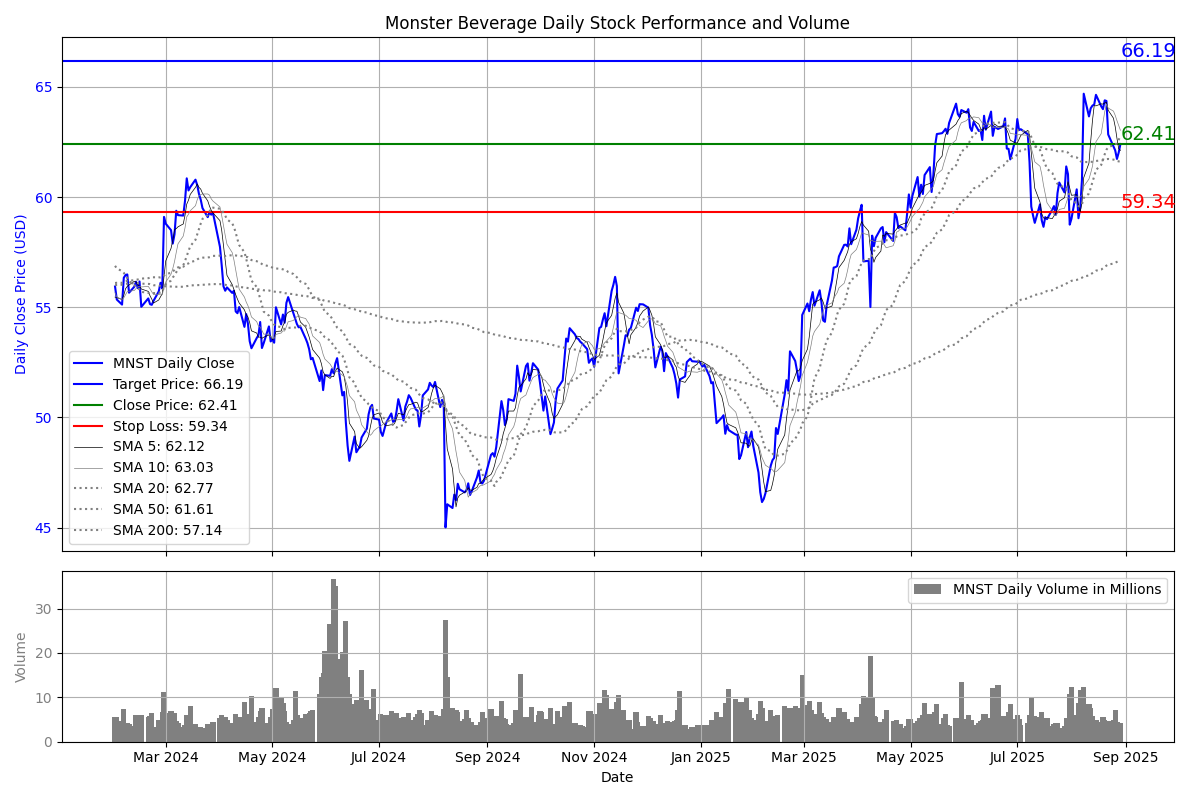 Monster Beverage Daily Stock Performance and Volume
Daily Close Price (USD)
65
60
55
50
45
66.19
62.41
59.34
MNST Daily Close
Target Price: 66.19
Close Price: 62.41
Stop Loss: 59.34
SMA 5: 62.12
SMA 10: 63.03
SMA 20: 62.77
SMA 50: 61.61
SMA 200: 57.14
Volume
30
20
10
0
MNST Daily Volume in Millions
Mar 2024 May 2024 Jul 2024 Sep 2024 Nov 2024 Jan 2025 Mar 2025 May 2025 Jul 2025 Sep 2025
Date